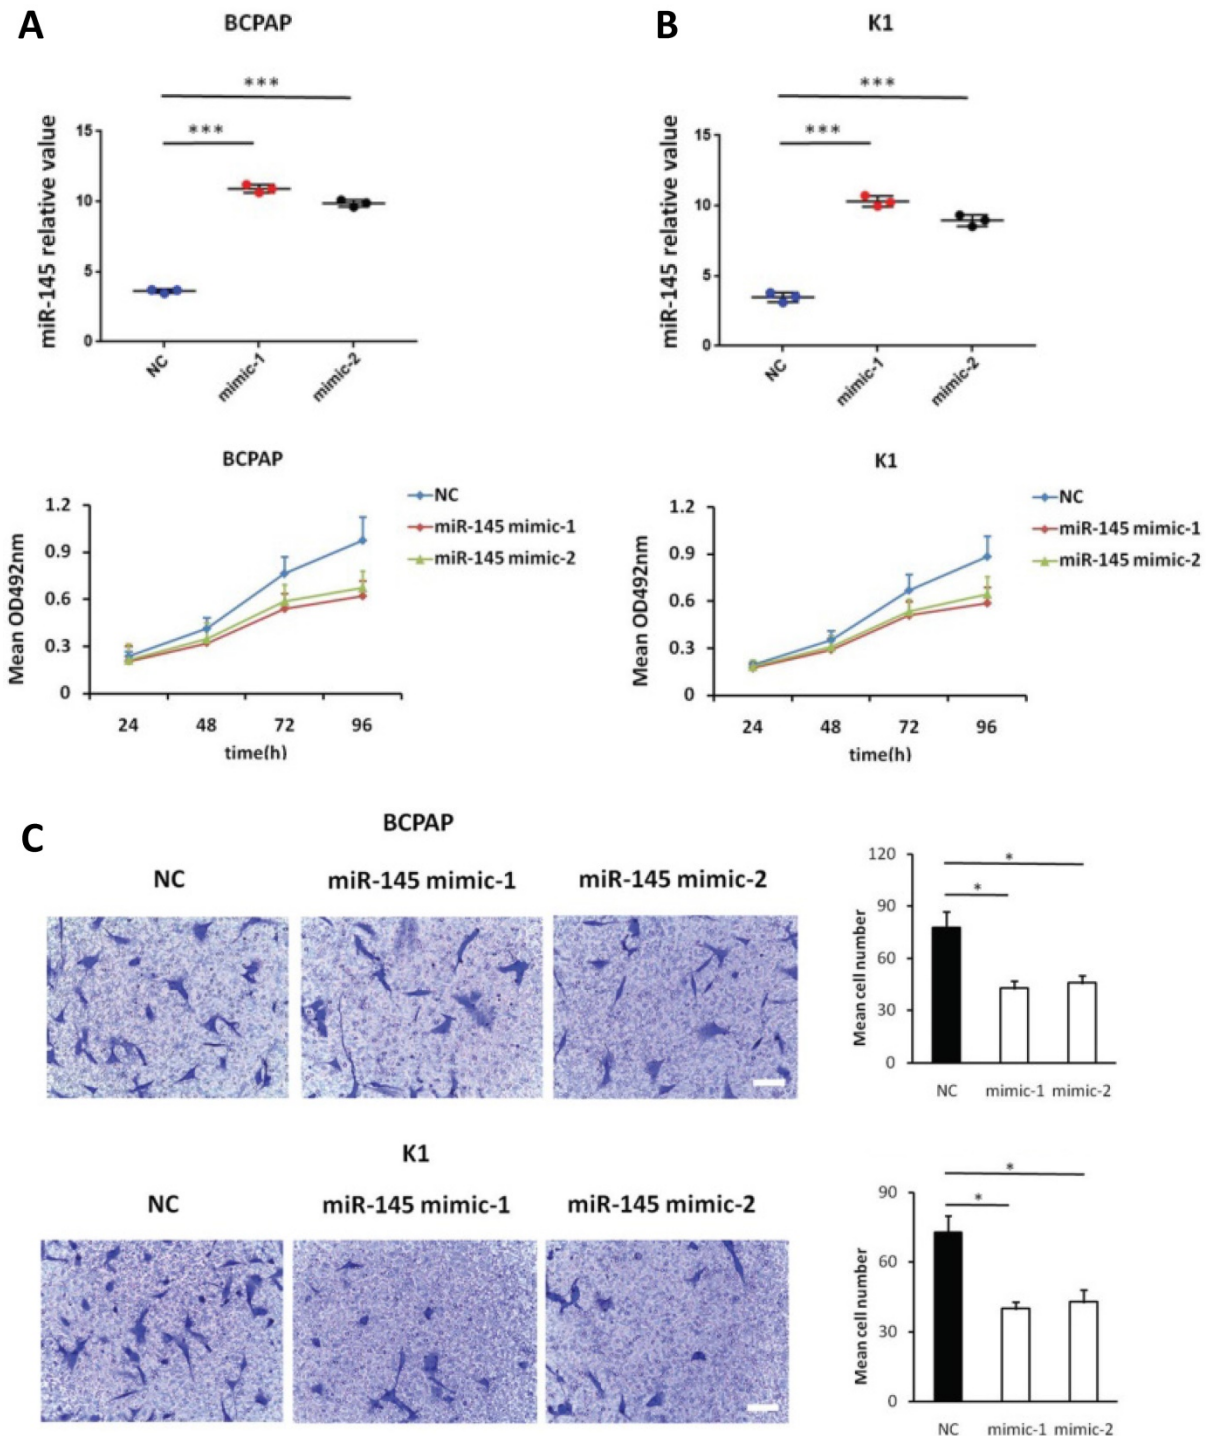 A
BCPAP
B
K1
***
***
miR-145 relative value
15
10
5
0
NC
mimic-1
mimic-2
***
***
miR-145 relative value
15
10
5
0
NC
mimic-1
mimic-2
BCPAP
Mean OD492nm
1.2
0.9
0.6
0.3
0
24 48 72 96
time(h)
NC
miR-145 mimic-1
miR-145 mimic-2
K1
Mean OD492nm
1.2
0.9
0.6
0.3
0
24 48 72 96
time(h)
NC
miR-145 mimic-1
miR-145 mimic-2
C
BCPAP
NC miR-145 mimic-1 miR-145 mimic-2
Mean cell number
120
90
60
30
0
*
*
NC mimic-1 mimic-2
K1
NC miR-145 mimic-1 miR-145 mimic-2
Mean cell number
90
60
30
0
*
*
NC mimic-1 mimic-2